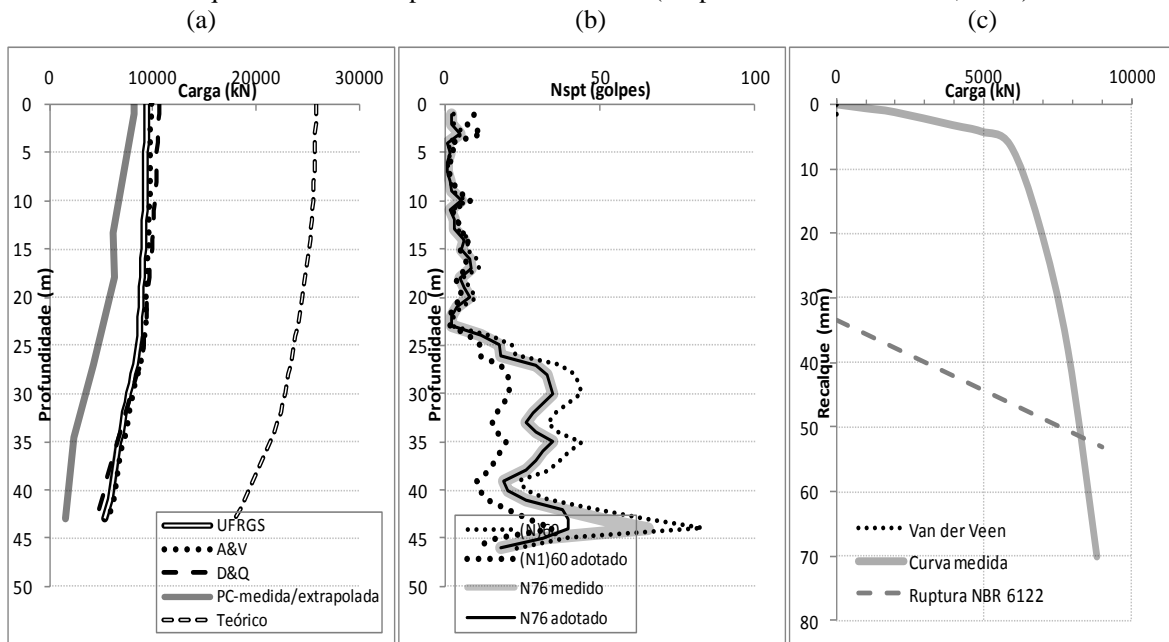 (a) (b) (c)
0 10000 20000 30000
Carga (kN)
0
5
10
15
20
25
30
35
40
45
50
Profundidade (m)
UFRGS
A&V
D&Q
PC-medida/extrapolada
Teórico
0 50 100
Nspt (golpes)
0
5
10
15
20
25
30
35
40
45
50
Profundidade (m)
(N)60
(N1)60 adotado
N76 medido
N76 adotado
0 5000 10000
Carga (kN)
0
10
20
30
40
50
60
70
80
Recalque (mm)
Van der Veen
Curva medida
Ruptura NBR 6122